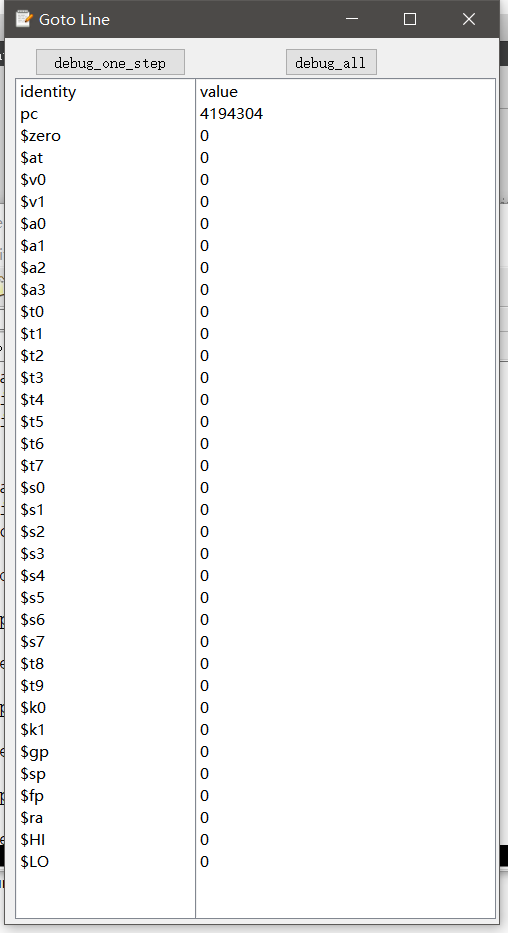 Goto Line
debug_one_step debug_all
identity value
pc 4194304
$zero 0
$at 0
$v0 0
$v1 0
$a0 0
$a1 0
$a2 0
$a3 0
$t0 0
$t1 0
$t2 0
$t3 0
$t4 0
$t5 0
$t6 0
$t7 0
$s0 0
$s1 0
$s2 0
$s3 0
$s4 0
$s5 0
$s6 0
$s7 0
$t8 0
$t9 0
$k0 0
$k1 0
$gp 0
$sp 0
$fp 0
$ra 0
$HI 0
$LO 0